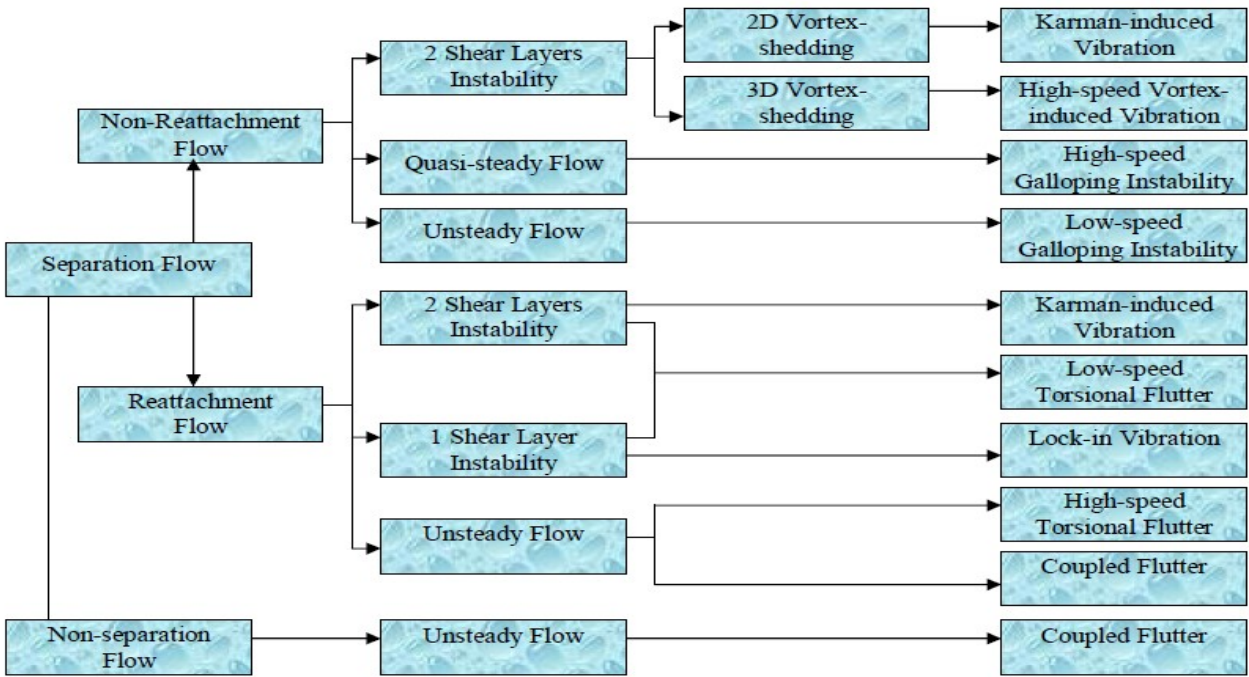 2D Vortex-
shedding
Karman-induced
Vibration
2 Shear Layers
Instability
3D Vortex-
shedding
High-speed Vortex-
induced Vibration
Non-Reattachment
Flow
Quasi-steady Flow
High-speed
Galloping Instability
Unsteady Flow
Low-speed
Galloping Instability
Separation Flow
2 Shear Layers
Instability
Karman-induced
Vibration
Low-speed
Torsional Flutter
Reattachment
Flow
1 Shear Layer
Instability
Lock-in Vibration
Unsteady Flow
High-speed
Torsional Flutter
Coupled Flutter
Non-separation
Flow
Unsteady Flow
Coupled Flutter